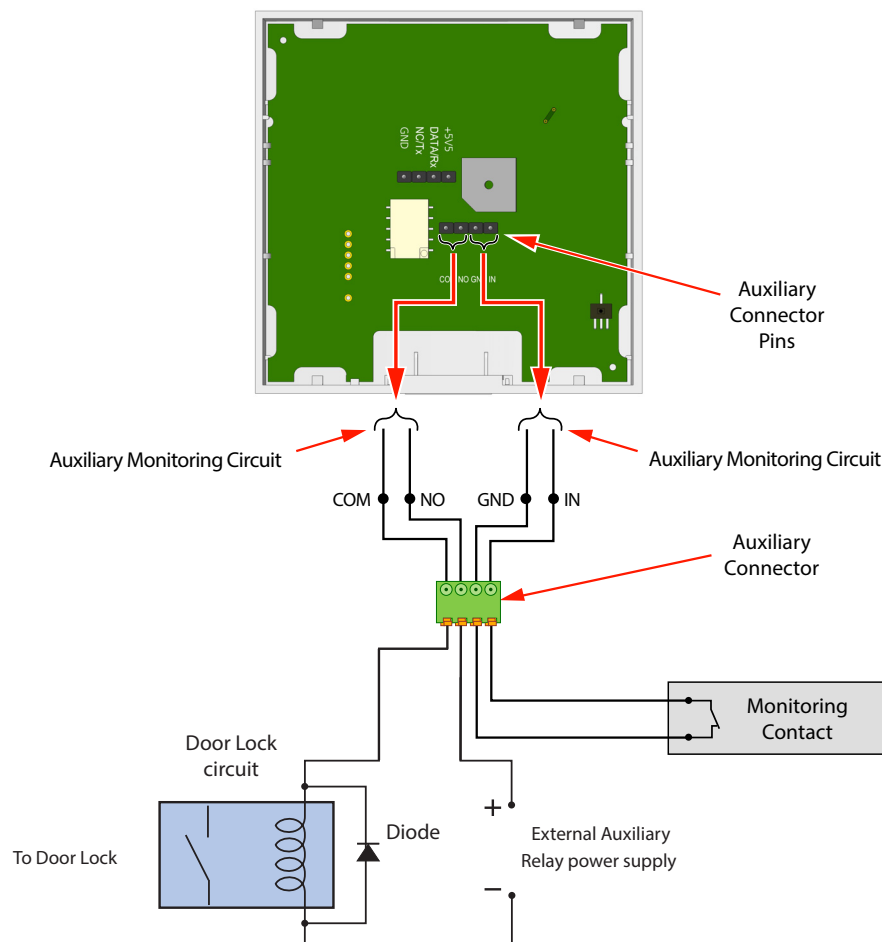 +5V5
DATA/Rx
NC/Tx
GND
COM NO GND IN
Auxiliary
Connector
Pins
Auxiliary Monitoring Circuit
Auxiliary Monitoring Circuit
COM
NO
GND
IN
Auxiliary
Connector
Monitoring
Contact
Door Lock
circuit
To Door Lock
Diode
+
External Auxiliary
Relay power supply
−